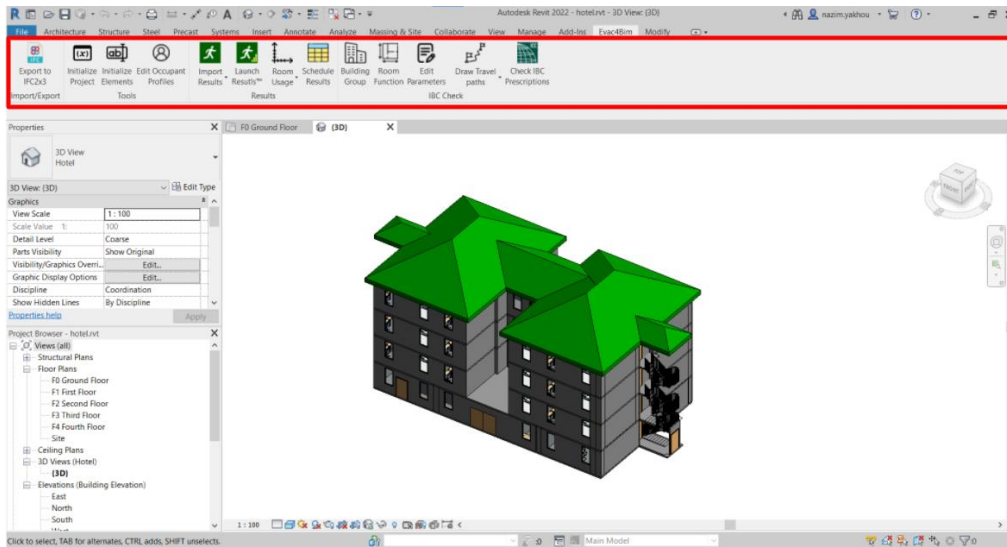 Autodesk Revit 2022 - hotel.rvt - 3D View: {3D}
nazim.yakhou
File Architecture Structure Steel Precast Systems Insert Annotate Analyze Massing & Site Collaborate View Manage Add-Ins Evac4Bim Modify
Export to IFC2x3
Initialize Project
Initialize Elements
Edit Occupant Profiles
Import Results
Launch Resutls™
Room Usage
Schedule Results
Building Group
Room Function
Edit Parameters
Draw Travel paths
Check IBC Prescriptions
Import/Export Tools Results IBC Check
Properties
F0 Ground Floor
{3D}
3D View
Hotel
3D View: {3D}
Edit Type
Graphics
View Scale 1 : 100
Scale Value 1: 100
Detail Level Coarse
Parts Visibility Show Original
Visibility/Graphics Overri... Edit...
Graphic Display Options Edit...
Discipline Coordination
Show Hidden Lines By Discipline
Properties help Apply
Project Browser - hotel.rvt
Views (all)
Structural Plans
Floor Plans
F0 Ground Floor
F1 First Floor
F2 Second Floor
F3 Third Floor
F4 Fourth Floor
Site
Ceiling Plans
3D Views (Hotel)
{3D}
Elevations (Building Elevation)
East
North
South
1 : 100
Click to select, TAB for alternates, CTRL adds, SHIFT unselects.
:0
Main Model
:0